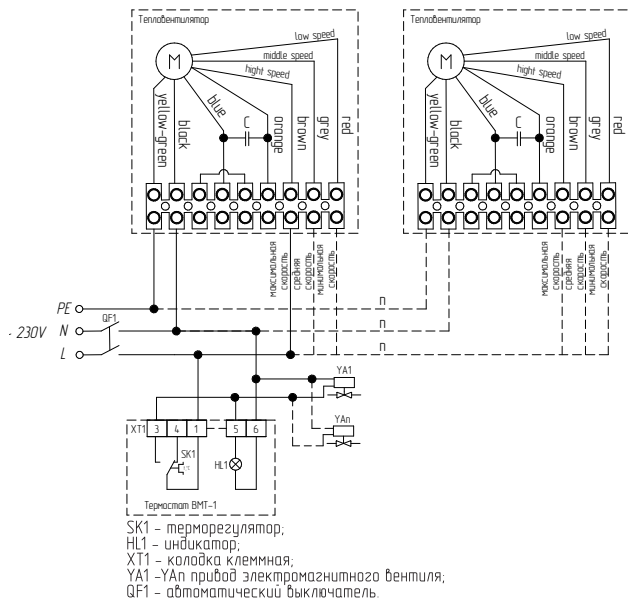 Тепловентилятор
Тепловентилятор
low speed
middle speed
hight speed
M
yellow-green
black
blue
C
orange
brown
grey
red
low speed
middle speed
hight speed
M
yellow-green
black
blue
C
orange
brown
grey
red
максимальная
скорость
средняя
скорость
минимальная
скорость
максимальная
скорость
средняя
скорость
минимальная
скорость
PE
n
~ 230V
N
QF1
n
L
n
YA1
YAn
XT1
3
4
1
5
6
SK1
t°C
HL1
Термостат ВМТ-1
SK1 - терморегулятор;
HL1 - индикатор;
XT1 - колодка клеммная;
YA1 -YAn привод электромагнитного вентиля;
QF1 - автоматический выключатель.